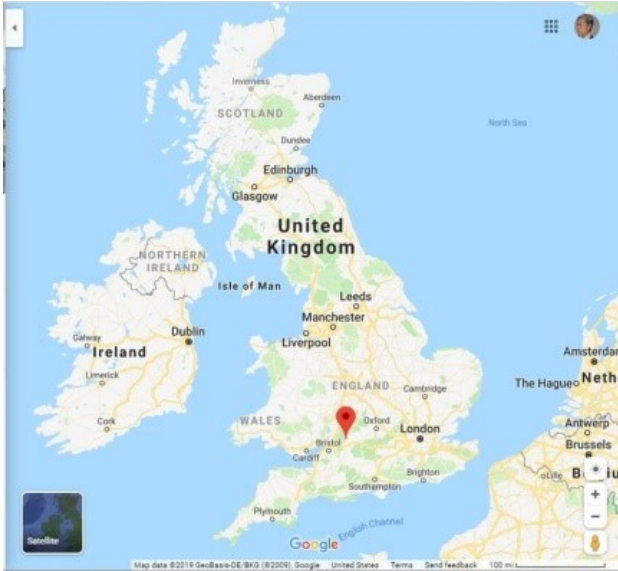 Inverness
Aberdeen
SCOTLAND
North Sea
Dundee
Edinburgh
Glasgow
United
Kingdom
NORTHERN
IRELAND
Isle of Man
Leeds
Manchester
Dublin
Galway
Liverpool
Ireland
Amsterdam
Limerick
ENGLAND
Cambridge
The Hague
Neth
WALES
Oxford
Cork
London
Antwerp
Bristol
Brussels
Cardiff
Lille
Brighton
Southampton
Plymouth
English Channel
Satellite
Google
Map data ©2019 GeoBasis-DE/BKG (©2009), Google United States Terms Send feedback 100 mi